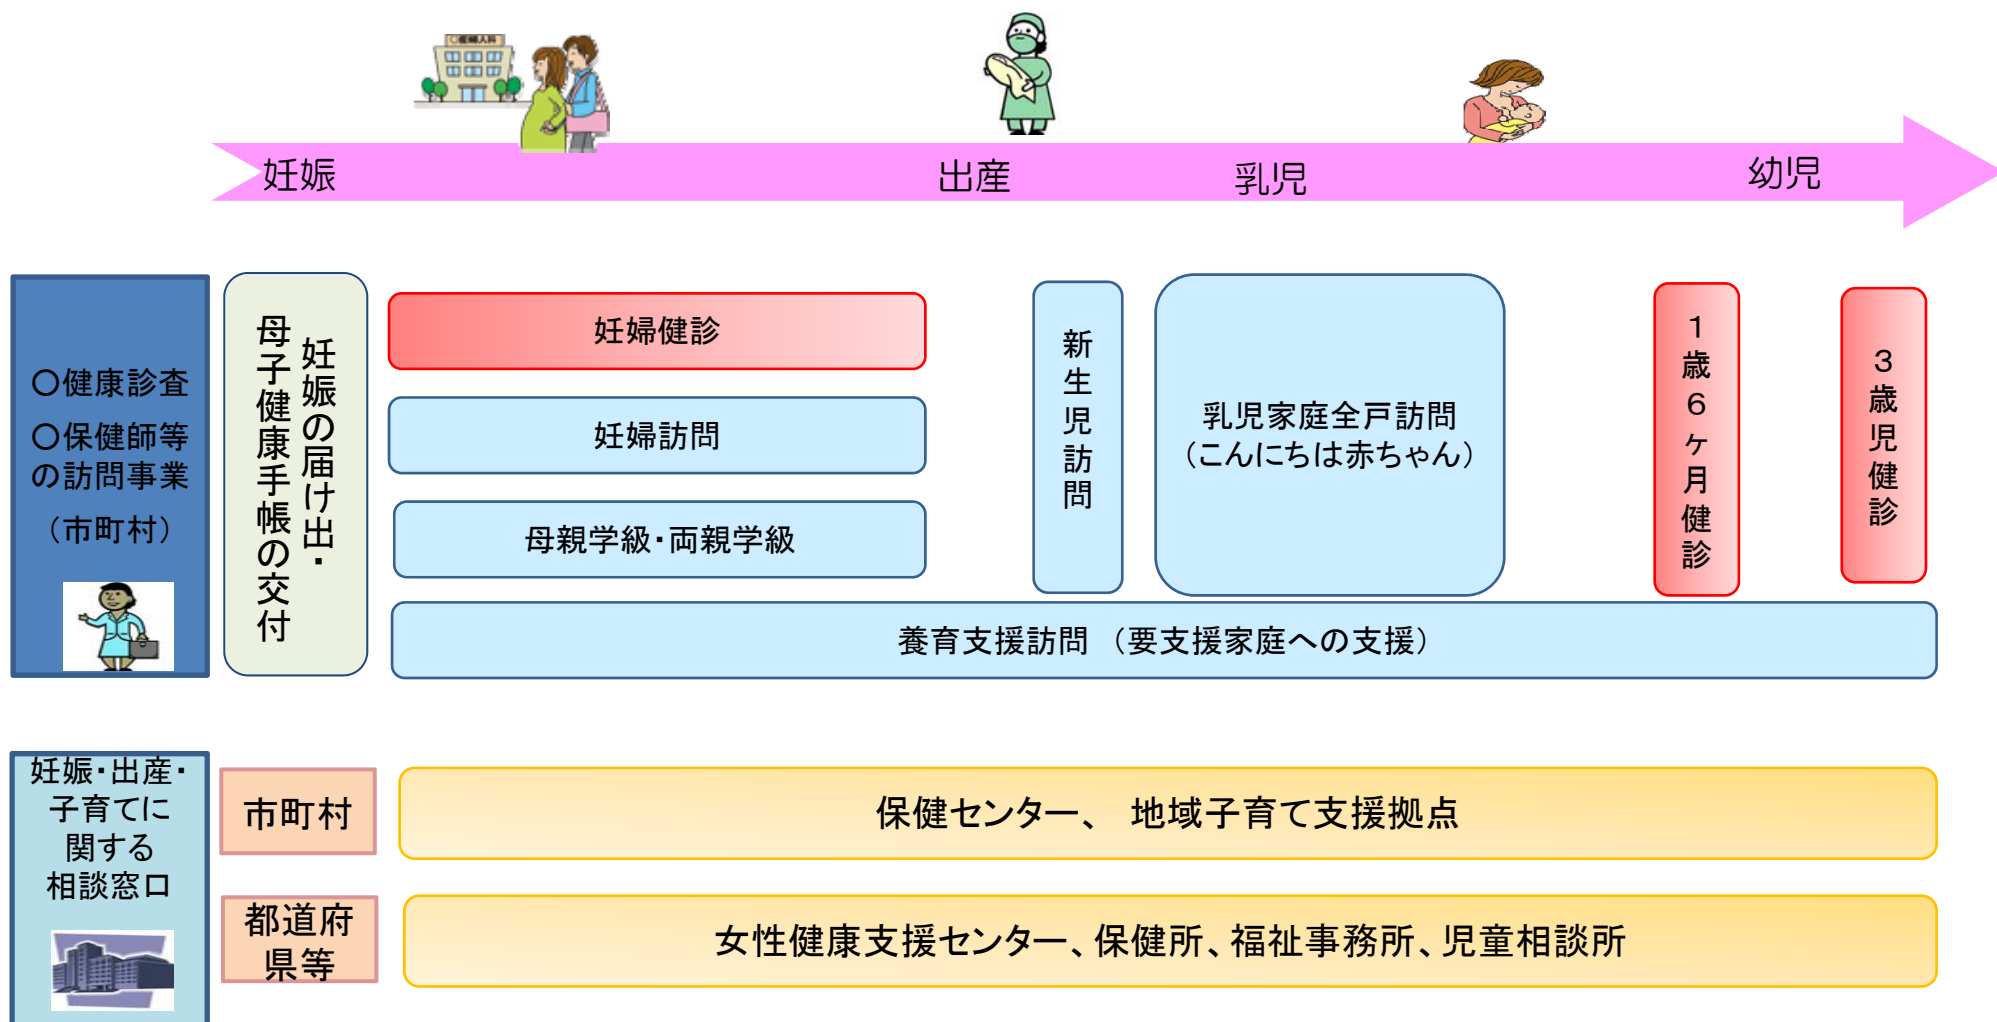 産婦人科
妊娠
出産
乳児
幼児
○健康診査
○保健師等
の訪問事業
（市町村）
妊娠の届け出・
母子健康手帳の交付
妊婦健診
妊婦訪問
母親学級・両親学級
新生児訪問
乳児家庭全戸訪問
（こんにちは赤ちゃん）
１歳６ヶ月健診
３歳児健診
養育支援訪問 （要支援家庭への支援）
妊娠・出産・
子育てに
関する
相談窓口
市町村
保健センター、 地域子育て支援拠点
都道府
県等
女性健康支援センター、保健所、福祉事務所、児童相談所